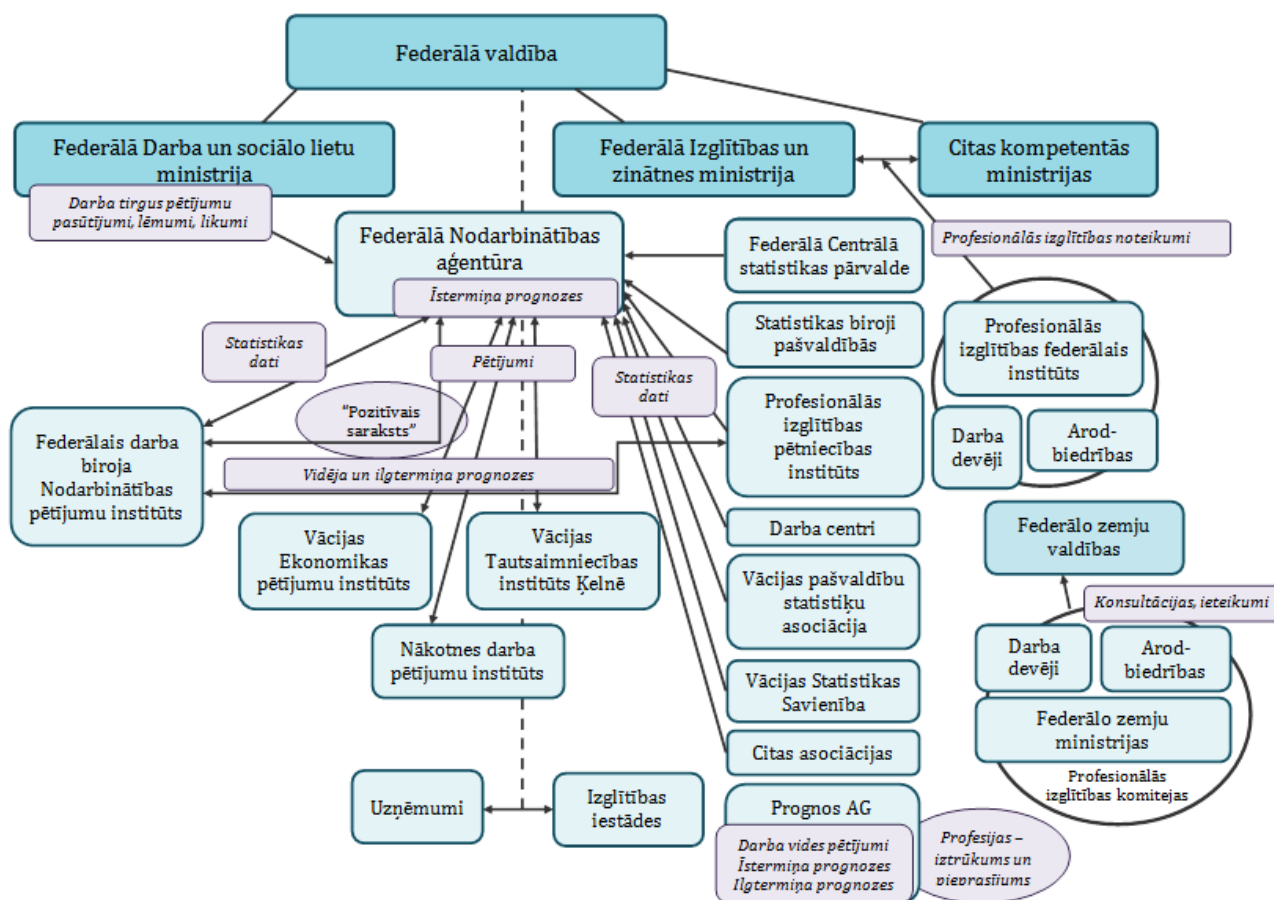 Federālā valdība
Federālā Darba un sociālo lietu
ministrija
Federālā Izglītības un
zinātnes ministrija
Citas kompetentās
ministrijas
Darba tirgus pētījumu
pasūtījumi, lēmumi, likumi
Federālā Nodarbinātības
aģentūra
Īstermiņa prognozes
Federālā Centrālā
statistikas pārvalde
Profesionālās izglītības noteikumi
Statistikas biroji
pašvaldībās
Profesionālās
izglītības federālais
institūts
Darba
devēji
Arod-
biedrības
Statistikas
dati
Pētījumi
Statistikas
dati
"Pozitīvais
saraksts"
Profesionālās
izglītības
pētniecības
institūts
Federālais darba
biroja
Nodarbinātības
pētījumu institūts
Vidēja un ilgtermiņa prognozes
Vācijas
Ekonomikas
pētījumu institūts
Vācijas
Tautsaimniecības
institūts Ķelnē
Darba centri
Federālo zemju
valdības
Vācijas pašvaldību
statistiķu
asociācija
Konsultācijas, ieteikumi
Nākotnes darba
pētījumu institūts
Darba
devēji
Arod-
biedrības
Vācijas Statistikas
Savienība
Federālo zemju
ministrijas
Profesionālās
izglītības komitejas
Citas asociācijas
Uzņēmumi
Izglītības
iestādes
Prognos AG
Darba vides pētījumi
Īstermiņa prognozes
Ilgtermiņa prognozes
Profesijas –
iztrūkums un
pieprasījums